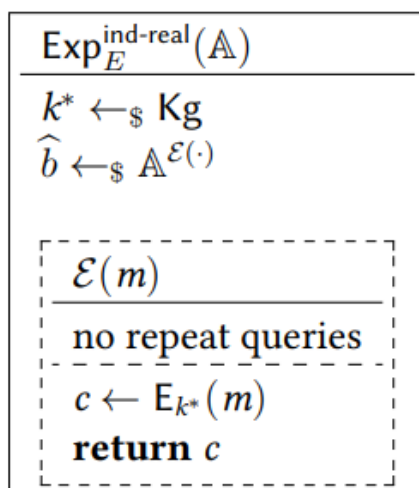 Exp_E^{ind-real}(𝔸)
k* ←_$ Kg
b̂ ←_$ 𝔸^{ℰ(·)}
ℰ(m)
no repeat queries
c ← E_{k*}(m)
return c